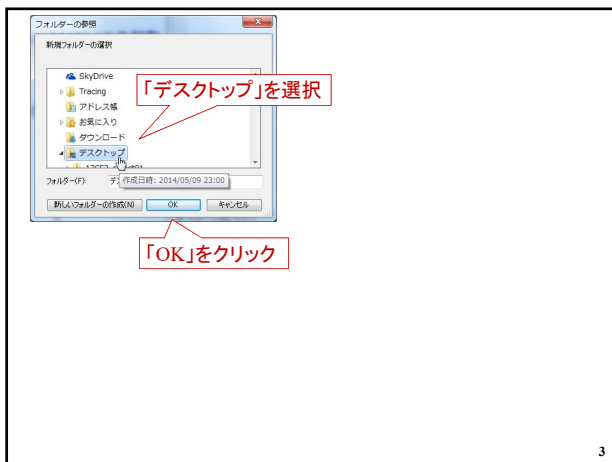 フォルダーの参照
新規フォルダーの選択
SkyDrive
Tracing
アドレス帳
お気に入り
ダウンロード
デスクトップ
「デスクトップ」を選択
フォルダー(F):
作成日時: 2014/05/09 23:00
新しいフォルダーの作成(N)
OK
キャンセル
「OK」をクリック
3